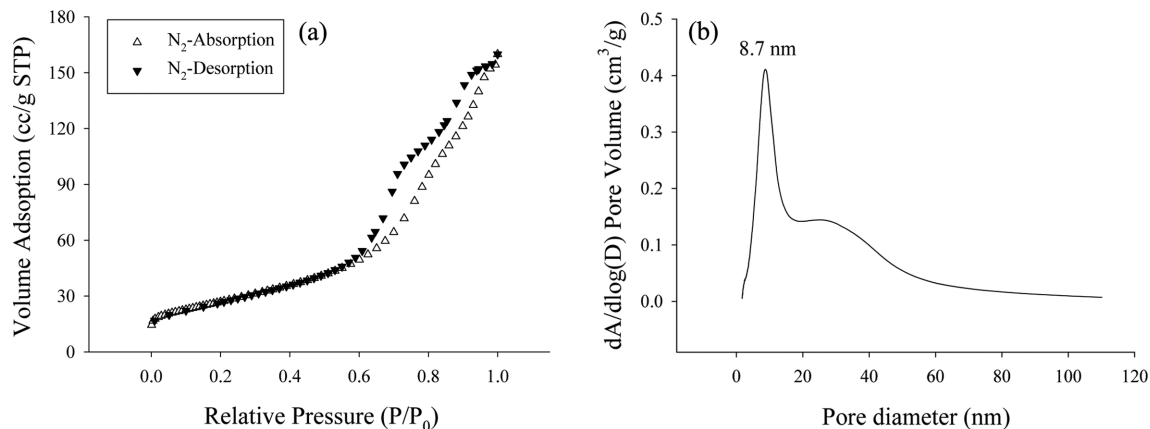 (a)
N₂-Absorption
N₂-Desorption
Volume Adsoption (cc/g STP)
180
150
120
90
60
30
0
0.0 0.2 0.4 0.6 0.8 1.0
Relative Pressure (P/P₀)
(b)
8.7 nm
dA/dlog(D) Pore Volume (cm³/g)
0.5
0.4
0.3
0.2
0.1
0.0
0 20 40 60 80 100 120
Pore diameter (nm)